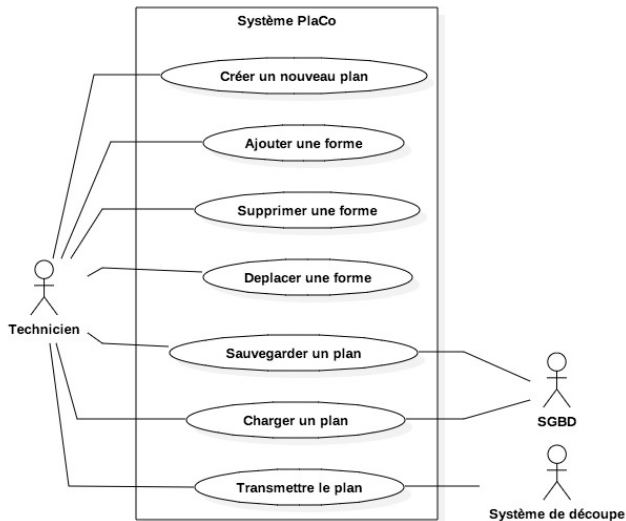 Système PlaCo
Créer un nouveau plan
Ajouter une forme
Supprimer une forme
Deplacer une forme
Technicien
Sauvegarder un plan
Charger un plan
SGBD
Transmettre le plan
Système de découpe